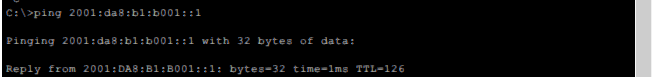 C:\>ping 2001:da8:b1:b001::1
Pinging 2001:da8:b1:b001::1 with 32 bytes of data:
Reply from 2001:DA8:B1:B001::1: bytes=32 time=1ms TTL=126